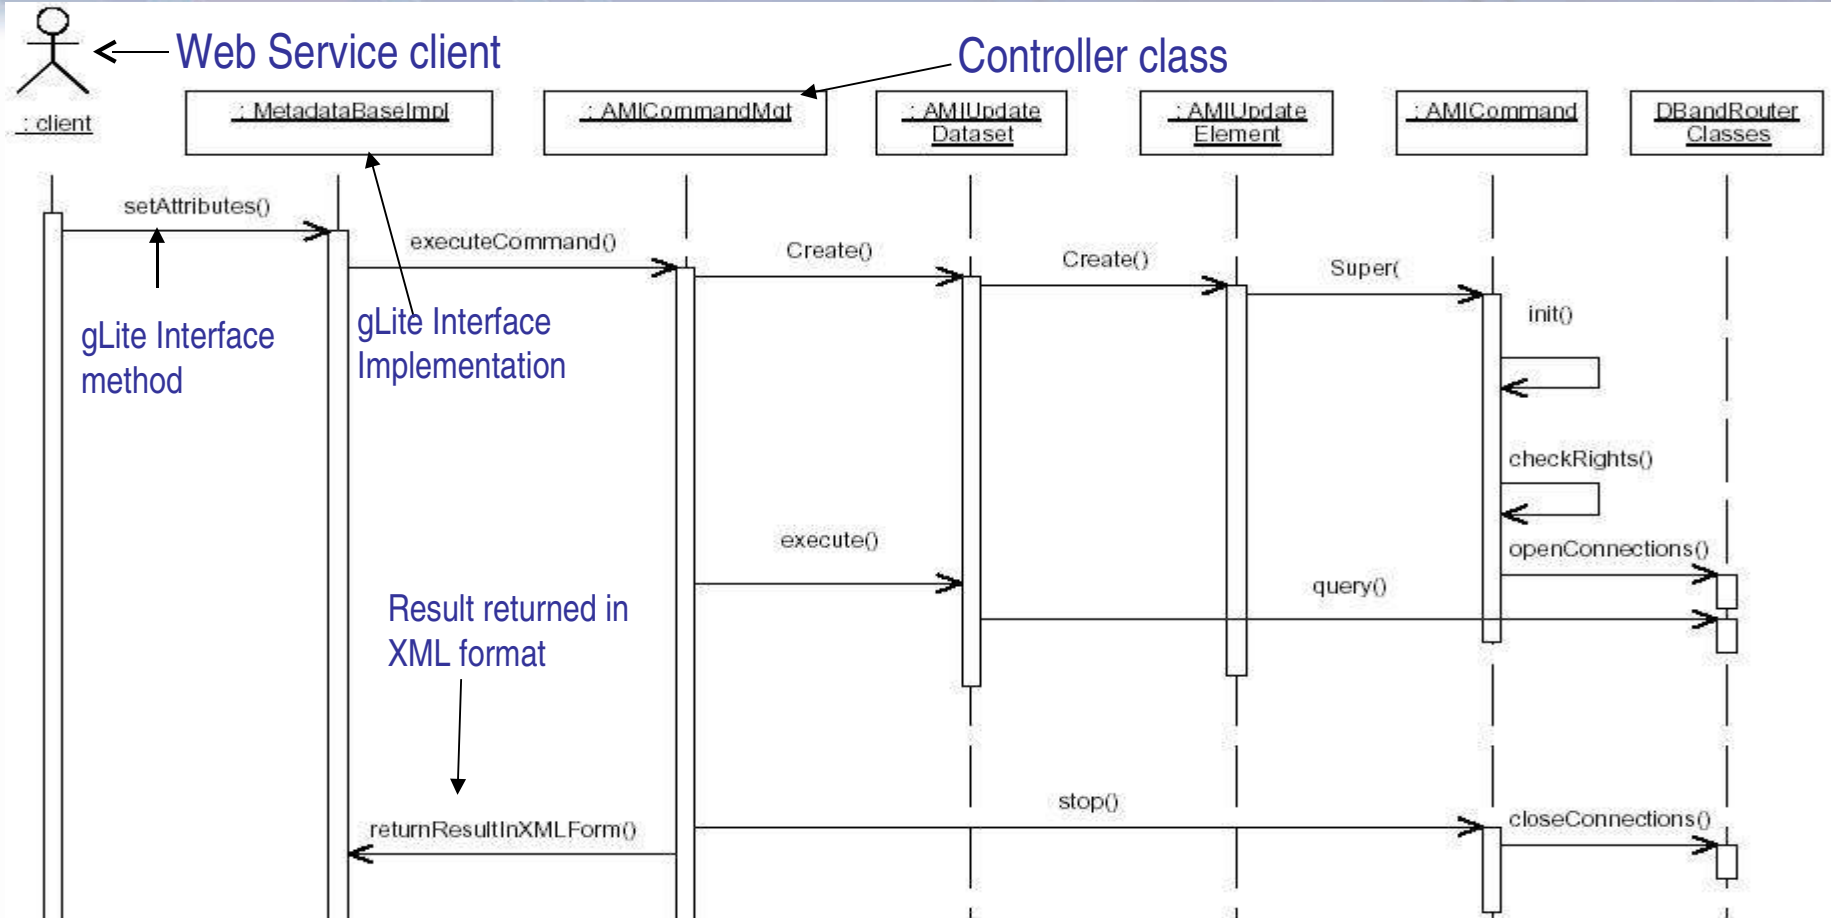 Web Service client
Controller class
: client
: MetadataBaseImpl
: AMICommandMgt
: AMIUpdate
Dataset
: AMIUpdate
Element
: AMICommand
DBandRouter
Classes
setAttributes()
executeCommand()
Create()
Create()
Super(
init()
gLite Interface
method
gLite Interface
Implementation
checkRights()
execute()
openConnections()
query()
Result returned in
XML format
stop()
closeConnections()
returnResultInXMLForm()